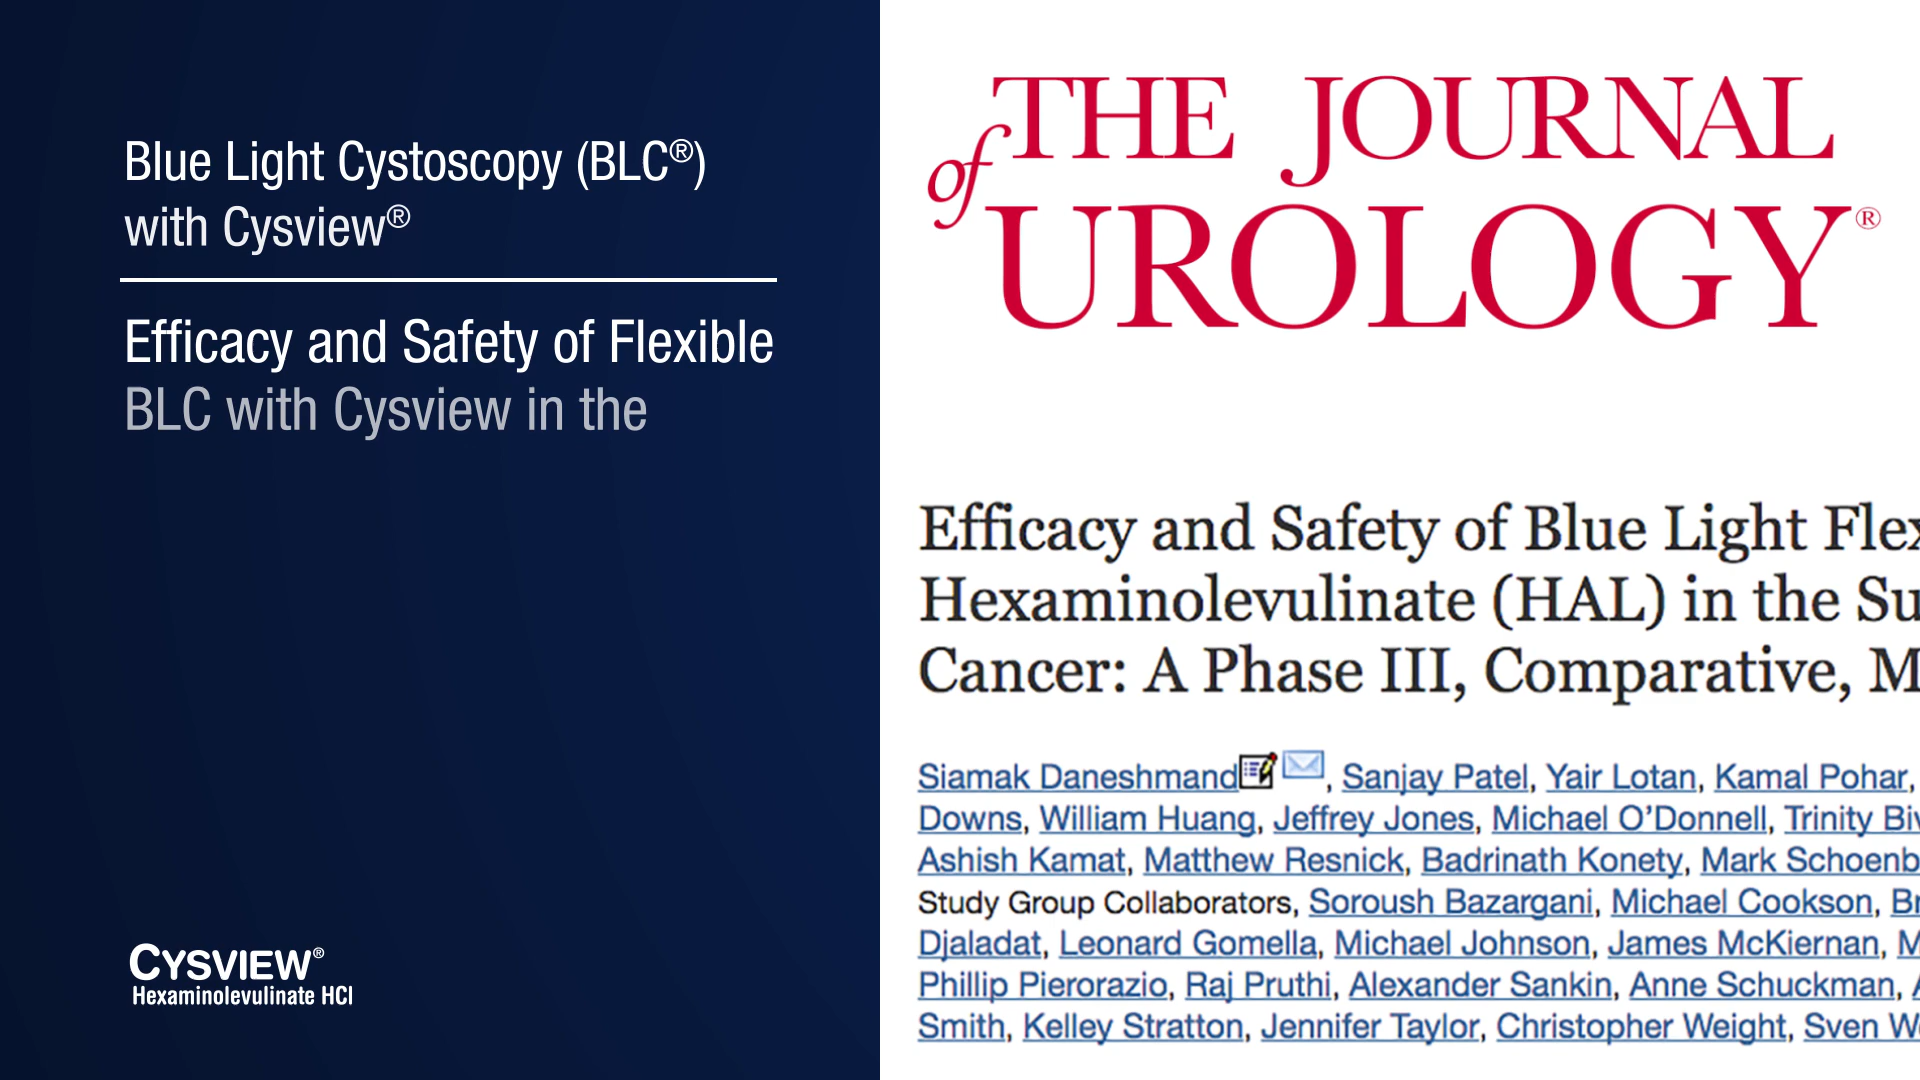 Blue Light Cystoscopy (BLC®)
with Cysview®
Efficacy and Safety of Flexible
BLC with Cysview in the
CYSVIEW®
Hexaminolevulinate HCl
THE JOURNAL
of UROLOGY®
Efficacy and Safety of Blue Light
Hexaminolevulinate (HAL) in the
Cancer: A Phase III, Comparative,
Siamak Daneshmand, Sanjay Patel, Yair Lotan, Kamal Pohar,
Downs, William Huang, Jeffrey Jones, Michael O’Donnell, Trinity
Ashish Kamat, Matthew Resnick, Badrinath Konety, Mark
Study Group Collaborators, Soroush Bazargani, Michael Cookson,
Djaladat, Leonard Gomella, Michael Johnson, James McKiernan,
Phillip Pierorazio, Raj Pruthi, Alexander Sankin, Anne Schuckman,
Smith, Kelley Stratton, Jennifer Taylor, Christopher Weight, Sven